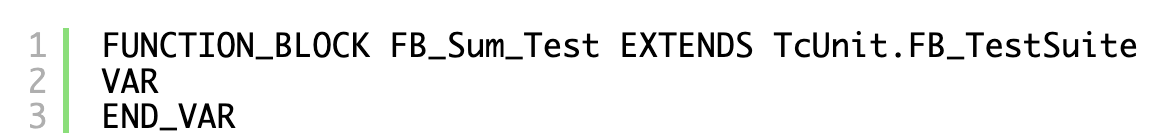 1 FUNCTION_BLOCK FB_Sum_Test EXTENDS TcUnit.FB_TestSuite
2 VAR
3 END_VAR